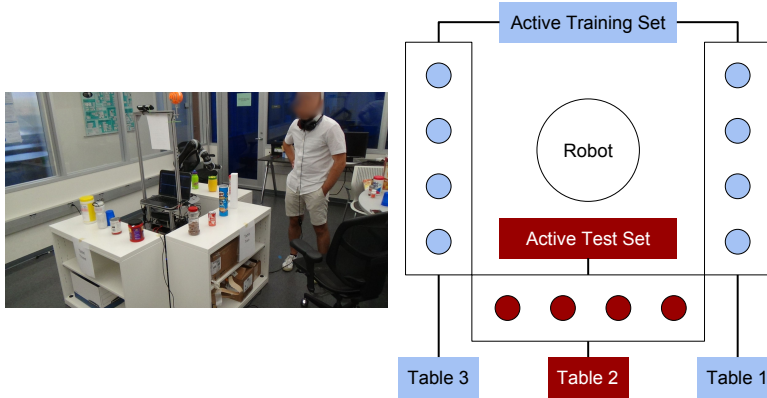 Active Training Set
Robot
Active Test Set
Table 3
Table 2
Table 1